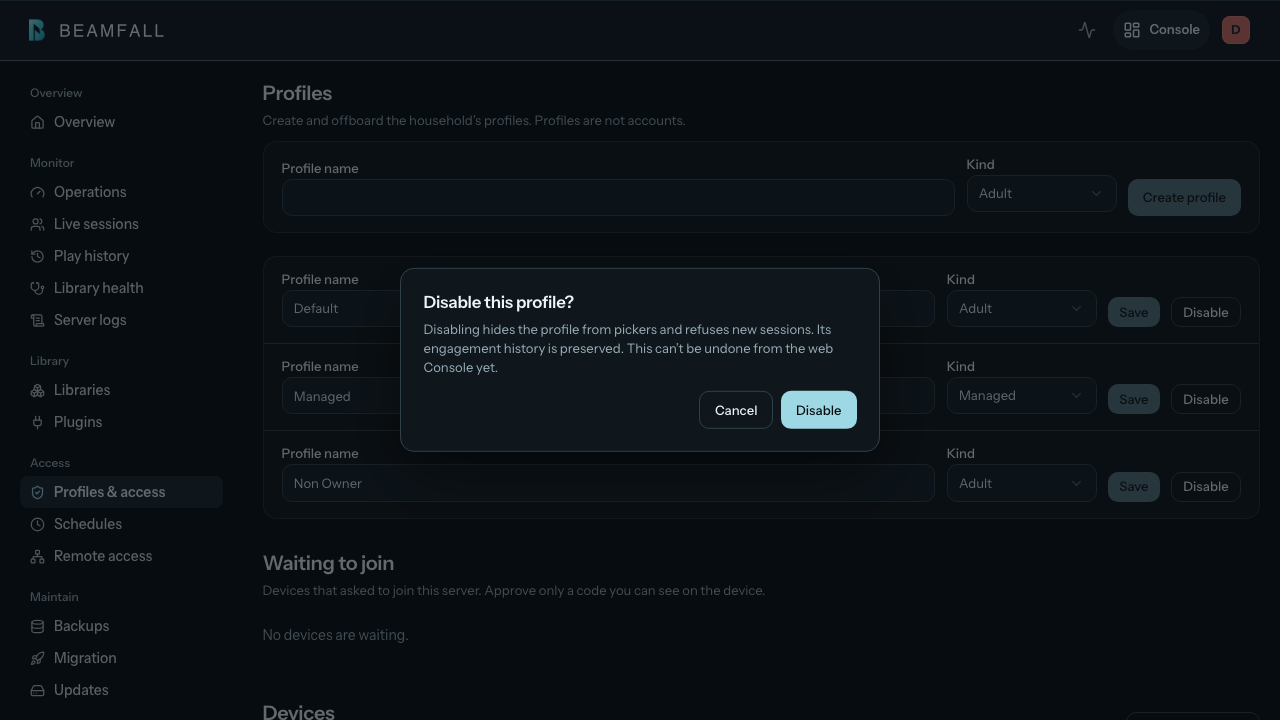 BEAMFALL
Console
D
Overview
Overview
Monitor
Operations
Live sessions
Play history
Library health
Server logs
Library
Libraries
Plugins
Access
Profiles & access
Schedules
Remote access
Maintain
Backups
Migration
Updates
Profiles
Create and offboard the household's profiles. Profiles are not accounts.
Profile name
Kind
Adult
Create profile
Profile name
Kind
Default
Adult
Save
Disable
Profile name
Kind
Managed
Managed
Save
Disable
Profile name
Kind
Non Owner
Adult
Save
Disable
Disable this profile?
Disabling hides the profile from pickers and refuses new sessions. Its
engagement history is preserved. This can't be undone from the web
Console yet.
Cancel
Disable
Waiting to join
Devices that asked to join this server. Approve only a code you can see on the device.
No devices are waiting.
Devices